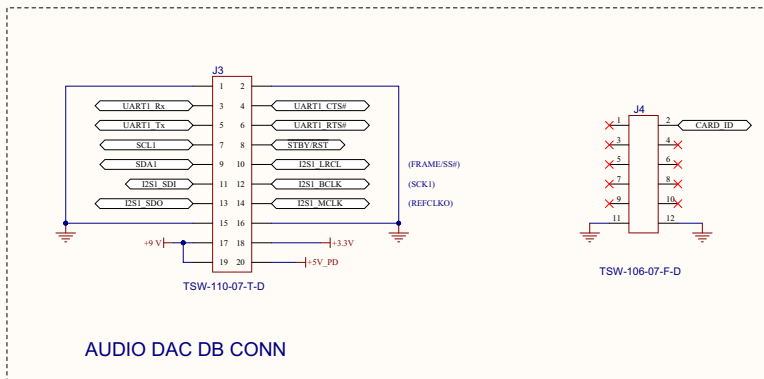 J3
1 2
UART1_Rx 3 4 UART1_CTS#
UART1_Tx 5 6 UART1_RTS#
SCL1 7 8 STBY/RST
SDA1 9 10 I2S1_LRCL (FRAME/SS#)
I2S1_SDI 11 12 I2S1_BCLK (SCK1)
I2S1_SDO 13 14 I2S1_MCLK (REFCLKO)
15 16
+9 V 17 18 +3.3V
19 20 +5V_PD
TSW-110-07-T-D
J4
1 2 CARD_ID
3 4
5 6
7 8
9 10
11 12
TSW-106-07-F-D
AUDIO DAC DB CONN